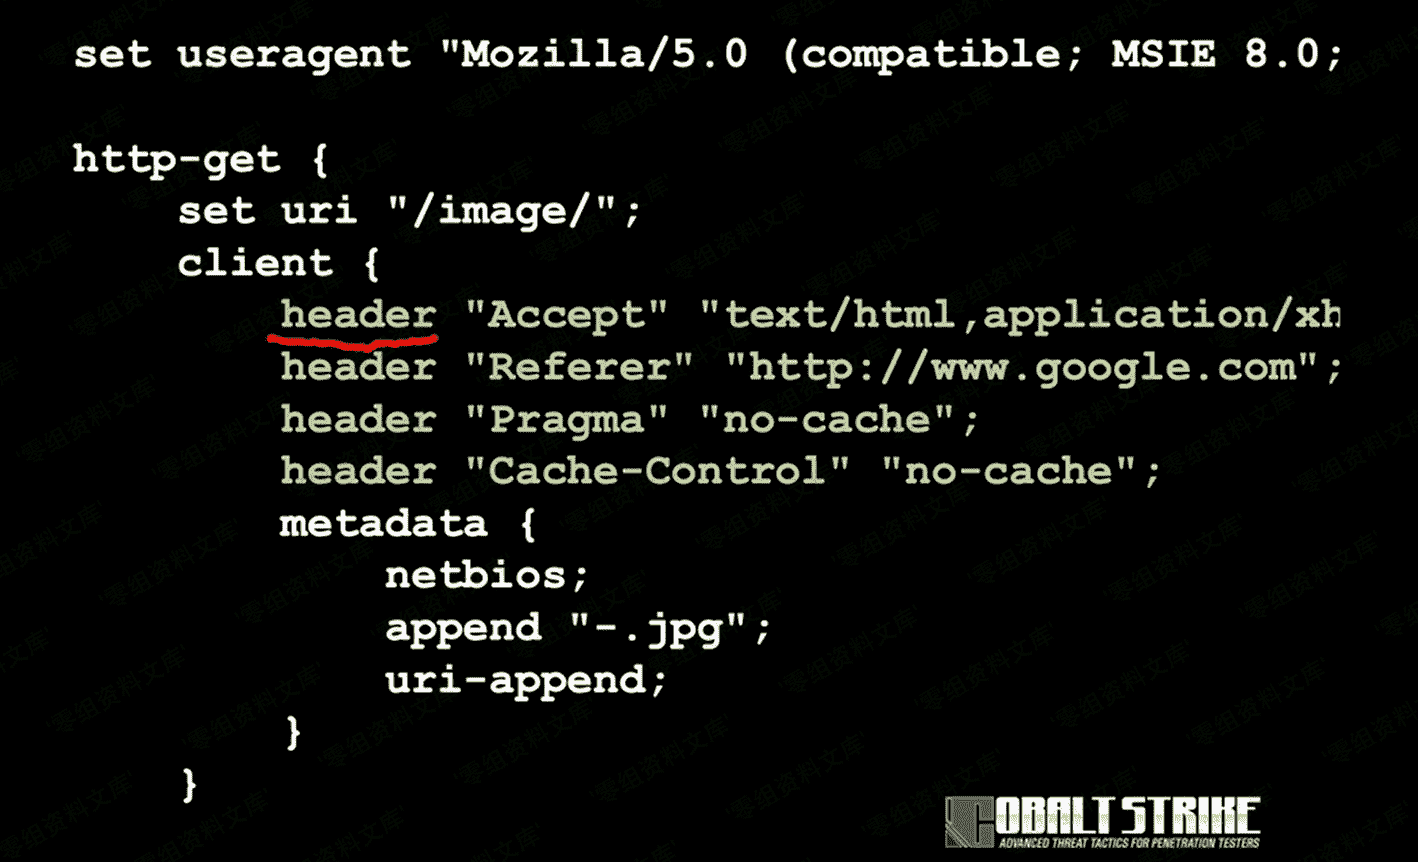 set useragent "Mozilla/5.0 (compatible; MSIE 8.0;
http-get {
set uri "/image/";
client {
header "Accept" "text/html,application/xh
header "Referer" "http://www.google.com";
header "Pragma" "no-cache";
header "Cache-Control" "no-cache";
metadata {
netbios;
append "-.jpg";
uri-append;
}
}
COBALT STRIKE
ADVANCED THREAT TACTICS FOR PENETRATION TESTERS
'零组资料文库'